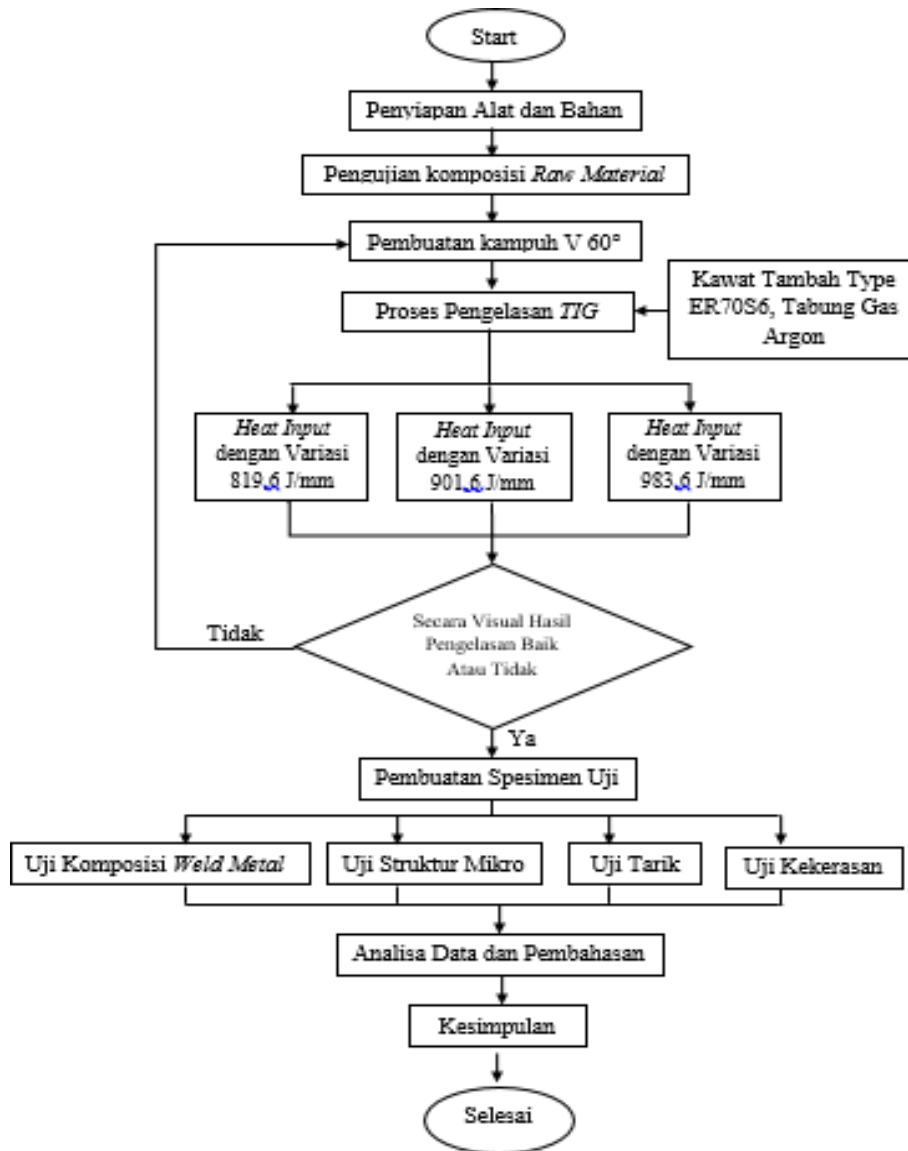 Start
Penyiapan Alat dan Bahan
Pengujian komposisi Raw Material
Pembuatan kampuh V 60°
Proses Pengelasan TIG
Kawat Tambah Type
ER70S6, Tabung Gas
Argon
Heat Input
dengan Variasi
819,6 J/mm
Heat Input
dengan Variasi
901,6 J/mm
Heat Input
dengan Variasi
983,6 J/mm
Secara Visual Hasil
Pengelasan Baik
Atau Tidak
Tidak
Ya
Pembuatan Spesimen Uji
Uji Komposisi Weld Metal
Uji Struktur Mikro
Uji Tarik
Uji Kekerasan
Analisa Data dan Pembahasan
Kesimpulan
Selesai